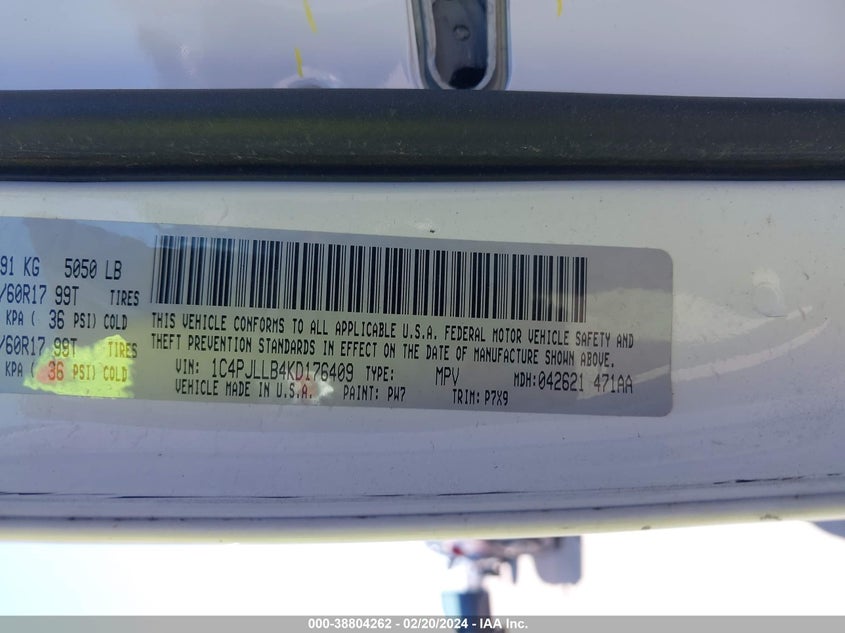 91 KG 5050 LB
/60R17 99T TIRES
KPA ( 36 PSI) COLD
/60R17 99T TIRES
KPA ( 36 PSI) COLD
THIS VEHICLE CONFORMS TO ALL APPLICABLE U.S.A. FEDERAL MOTOR VEHICLE SAFETY AND
THEFT PREVENTION STANDARDS IN EFFECT ON THE DATE OF MANUFACTURE SHOWN ABOVE.
VIN: 1C4PJLLB4KD176409 TYPE: MPV MDH:042621 471AA
VEHICLE MADE IN U.S.A. PAINT: PW7 TRIM: P7X9
000-38804262 - 02/20/2024 - IAA Inc.